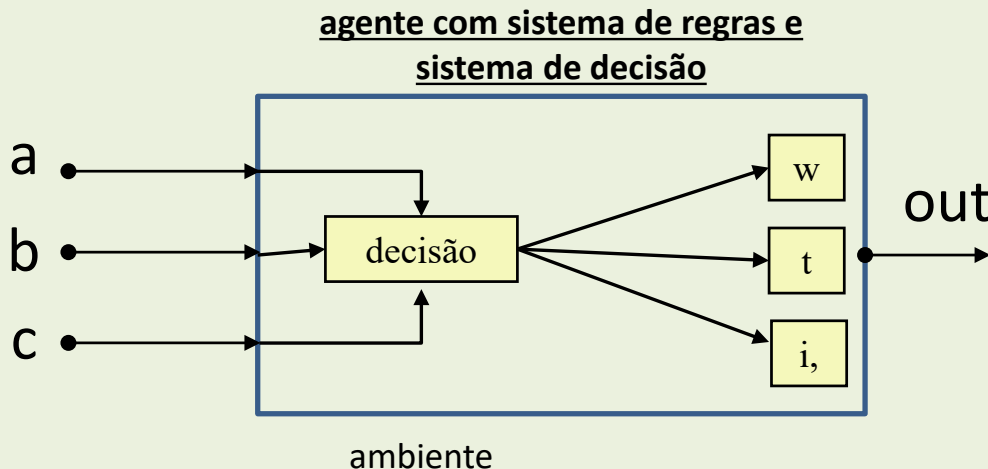 agente com sistema de regras e
sistema de decisão
a
b
c
decisão
w
t
i,
out
ambiente